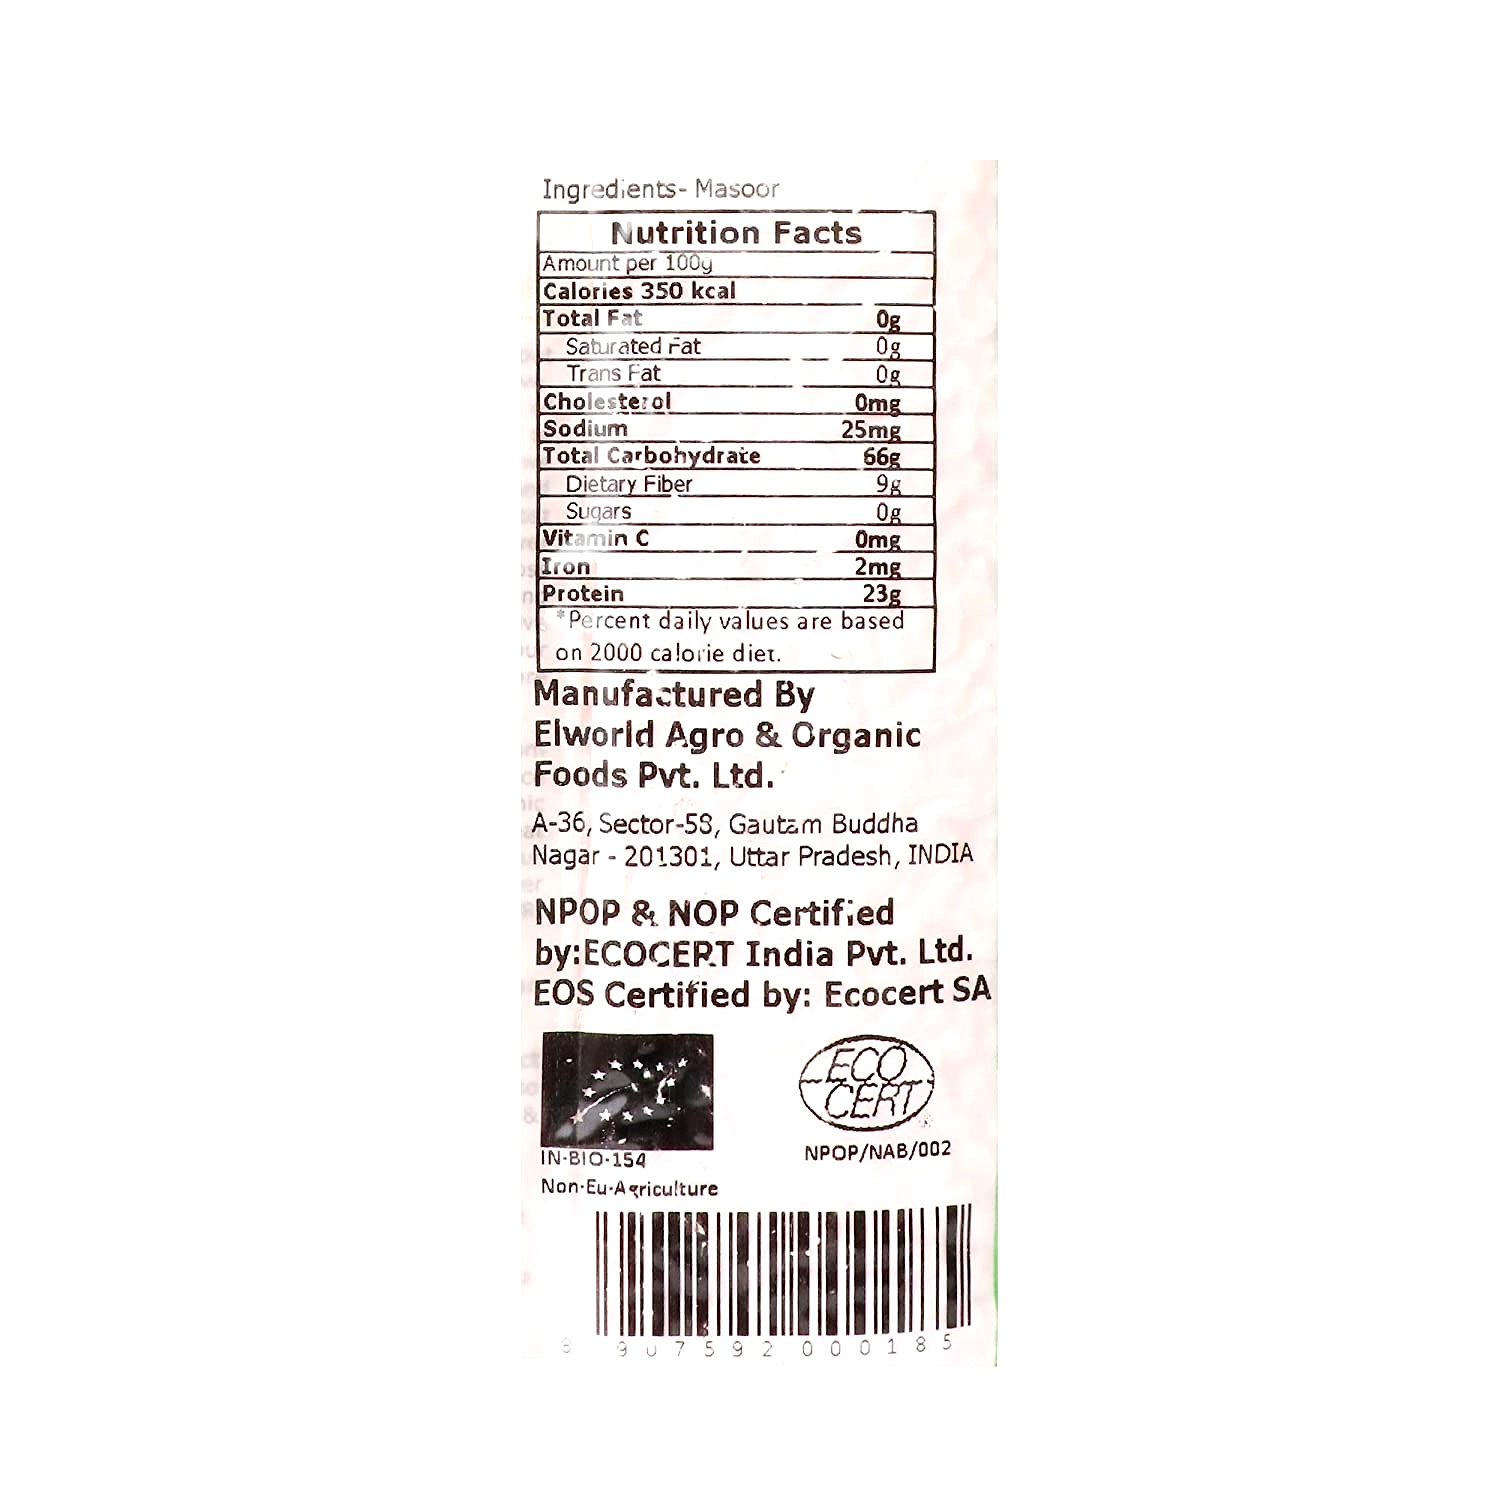 Ingredients- Masoor
Nutrition Facts
Amount per 100g
Calories 350 kcal
Total Fat 0g
Saturated Fat 0g
Trans Fat 0g
Cholesterol 0mg
Sodium 25mg
Total Carbohydrate 66g
Dietary Fiber 9g
Sugars 0g
Vitamin C 0mg
Iron 2mg
Protein 23g
*Percent daily values are based
on 2000 calorie diet.
Manufactured By
Elworld Agro & Organic
Foods Pvt. Ltd.
A-36, Sector-58, Gautam Buddha
Nagar - 201301, Uttar Pradesh, INDIA
NPOP & NOP Certified
by:ECOCERT India Pvt. Ltd.
EOS Certified by: Ecocert SA
ECO
CERT
IN-BIO-154
NPOP/NAB/002
Non-Eu-Agriculture
8 907592 000185